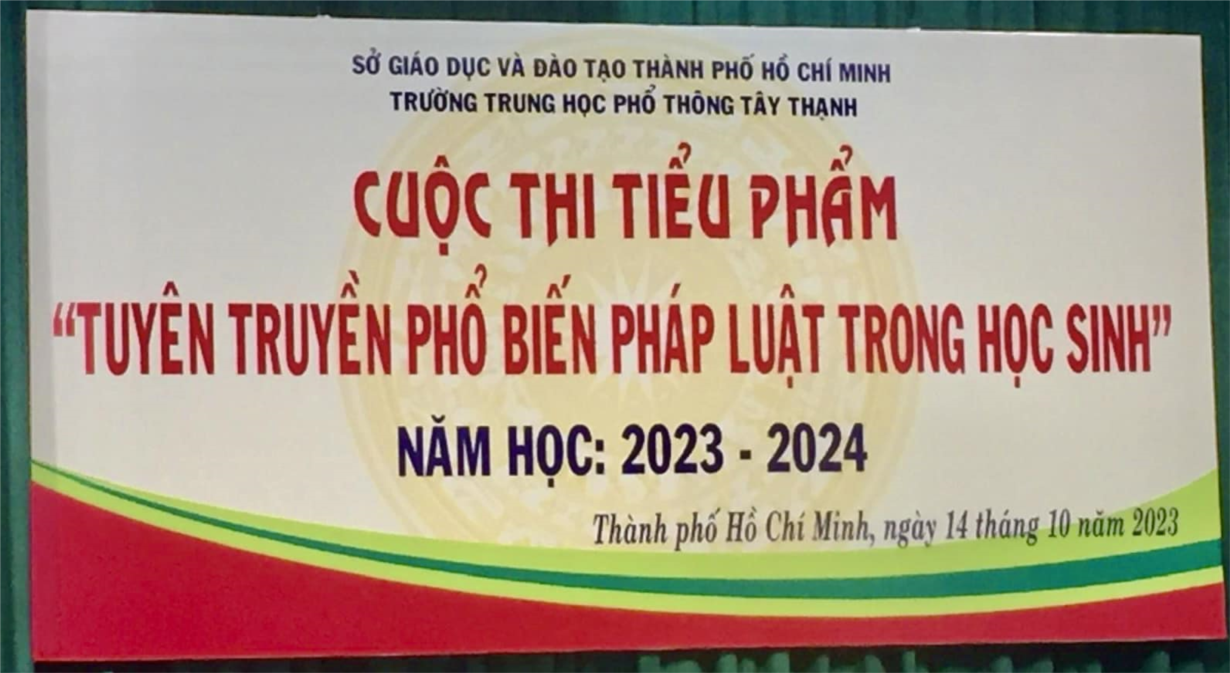 SỞ GIÁO DỤC VÀ ĐÀO TẠO THÀNH PHỐ HỒ CHÍ MINH
TRƯỜNG TRUNG HỌC PHỔ THÔNG TÂY THẠNH
CUỘC THI TIỂU PHẨM
“TUYÊN TRUYỀN PHỔ BIẾN PHÁP LUẬT TRONG HỌC SINH”
NĂM HỌC: 2023 - 2024
Thành phố Hồ Chí Minh, ngày 14 tháng 10 năm 2023